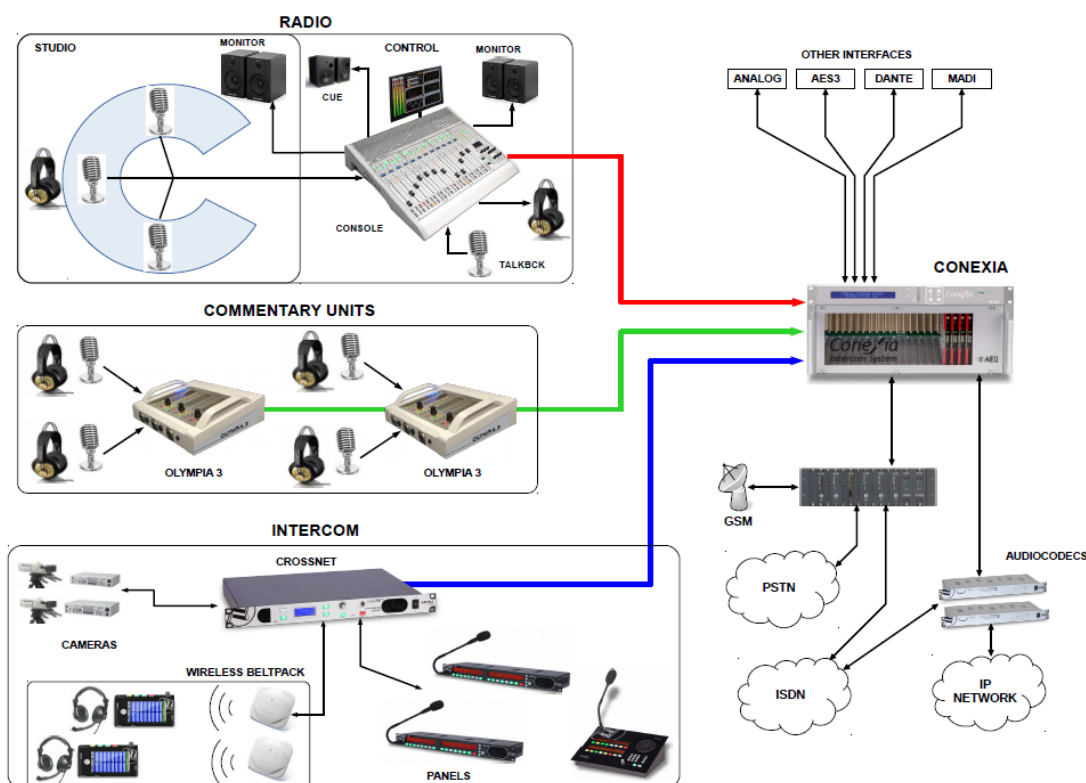 RADIO
STUDIO
MONITOR
CONTROL
MONITOR
CUE
CONSOLE
TALKBCK
OTHER INTERFACES
ANALOG
AES3
DANTE
MADI
CONEXIA
Conexia
Intercom System
AEQ
COMMENTARY UNITS
OLYMPIA 3
OLYMPIA 3
OLYMPIA 3
OLYMPIA 3
GSM
PSTN
AUDIOCODECS
ISDN
IP
NETWORK
INTERCOM
CROSSNET
CAMERAS
WIRELESS BELTPACK
PANELS